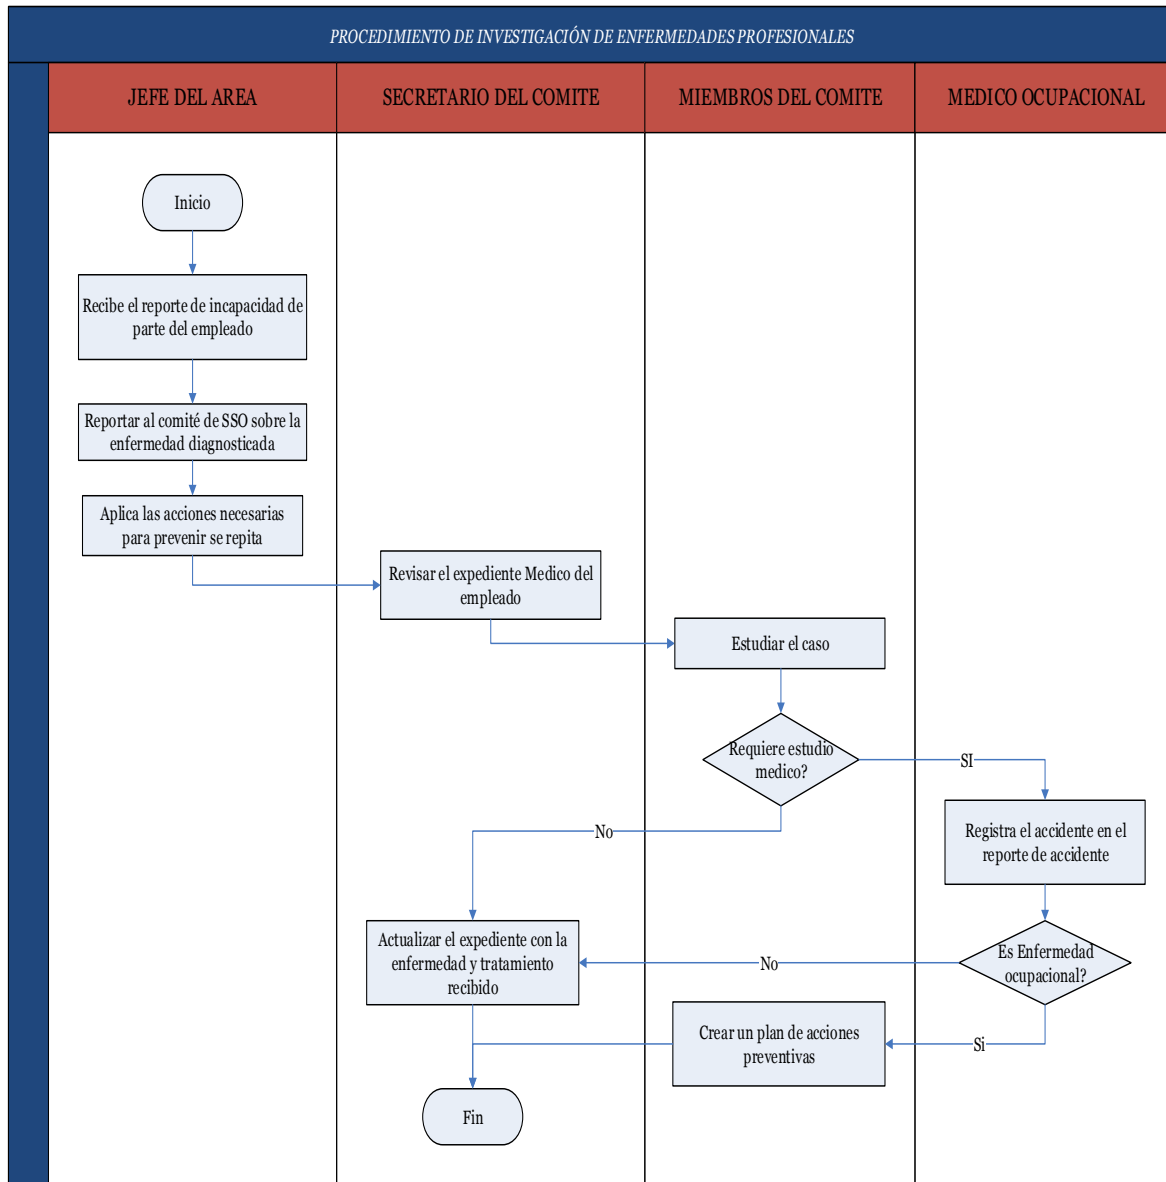 PROCEDIMIENTO DE INVESTIGACIÓN DE ENFERMEDADES PROFESIONALES
JEFE DEL AREA
SECRETARIO DEL COMITE
MIEMBROS DEL COMITE
MEDICO OCUPACIONAL
Inicio
Recibe el reporte de incapacidad de
parte del empleado
Reportar al comité de SSO sobre la
enfermedad diagnosticada
Aplica las acciones necesarias
para prevenir se repita
Revisar el expediente Medico del
empleado
Estudiar el caso
Requiere estudio
medico?
SI
No
Registra el accidente en el
reporte de accidente
Es Enfermedad
ocupacional?
No
Actualizar el expediente con la
enfermedad y tratamiento
recibido
Si
Crear un plan de acciones
preventivas
Fin